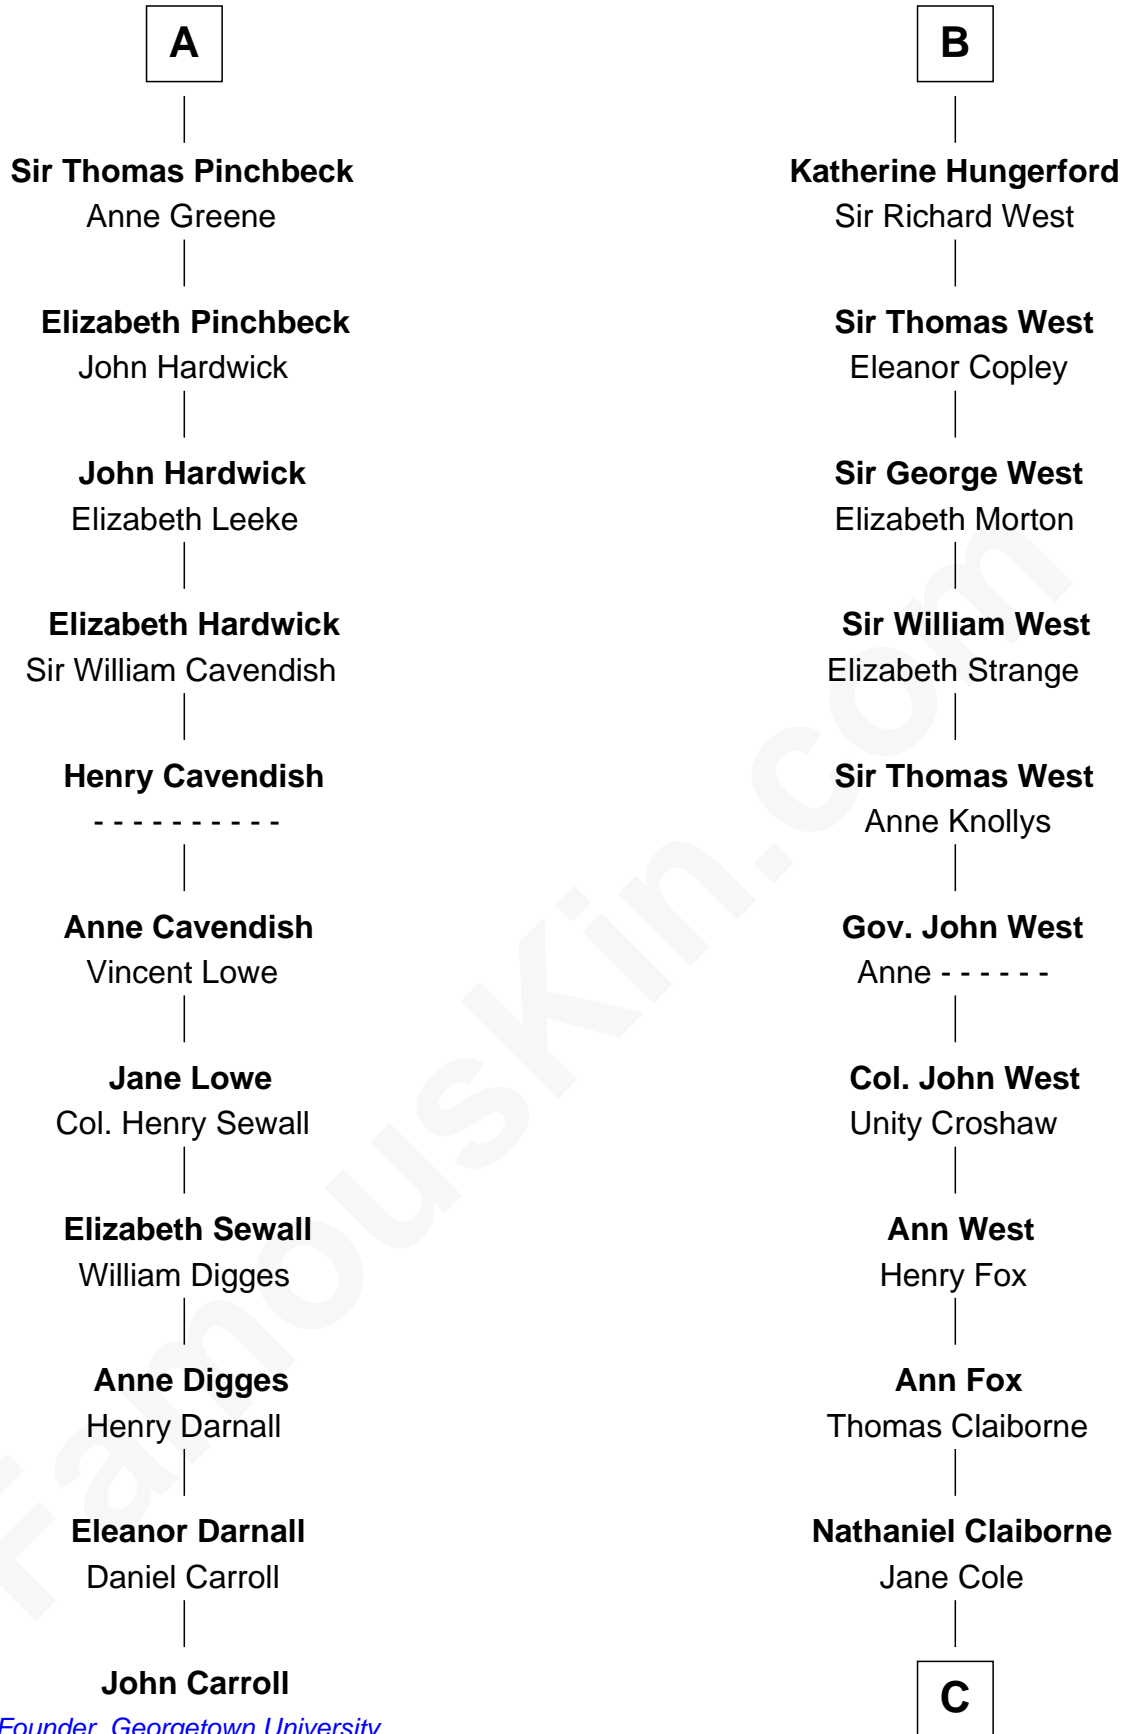 A
Sir Thomas Pinchbeck
Anne Greene
Elizabeth Pinchbeck
John Hardwick
John Hardwick
Elizabeth Leeke
Elizabeth Hardwick
Sir William Cavendish
Henry Cavendish
- - - - - - - - - -
Anne Cavendish
Vincent Lowe
Jane Lowe
Col. Henry Sewall
Elizabeth Sewall
William Digges
Anne Digges
Henry Darnall
Eleanor Darnall
Daniel Carroll
John Carroll
Founder, Georgetown University
B
Katherine Hungerford
Sir Richard West
Sir Thomas West
Eleanor Copley
Sir George West
Elizabeth Morton
Sir William West
Elizabeth Strange
Sir Thomas West
Anne Knollys
Gov. John West
Anne - - - - - -
Col. John West
Unity Croshaw
Ann West
Henry Fox
Ann Fox
Thomas Claiborne
Nathaniel Claiborne
Jane Cole
C
FamousKin.com